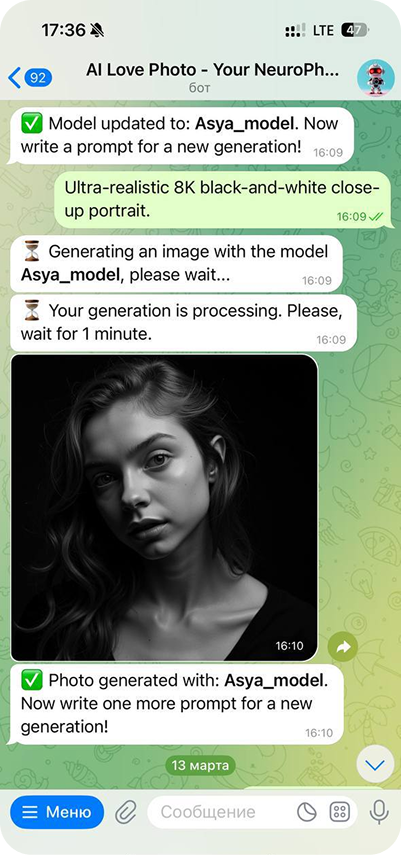 17:36
LTE
47
92
AI Love Photo - Your NeuroPh...
бот
✅ Model updated to: Asya_model. Now
write a prompt for a new generation! 16:09
Ultra-realistic 8K black-and-white close-
up portrait. 16:09
⏳ Generating an image with the model
Asya_model, please wait... 16:09
⏳ Your generation is processing. Please,
wait for 1 minute. 16:09
16:10
✅ Photo generated with: Asya_model.
Now write one more prompt for a new
generation! 16:10
13 марта
Меню
Сообщение